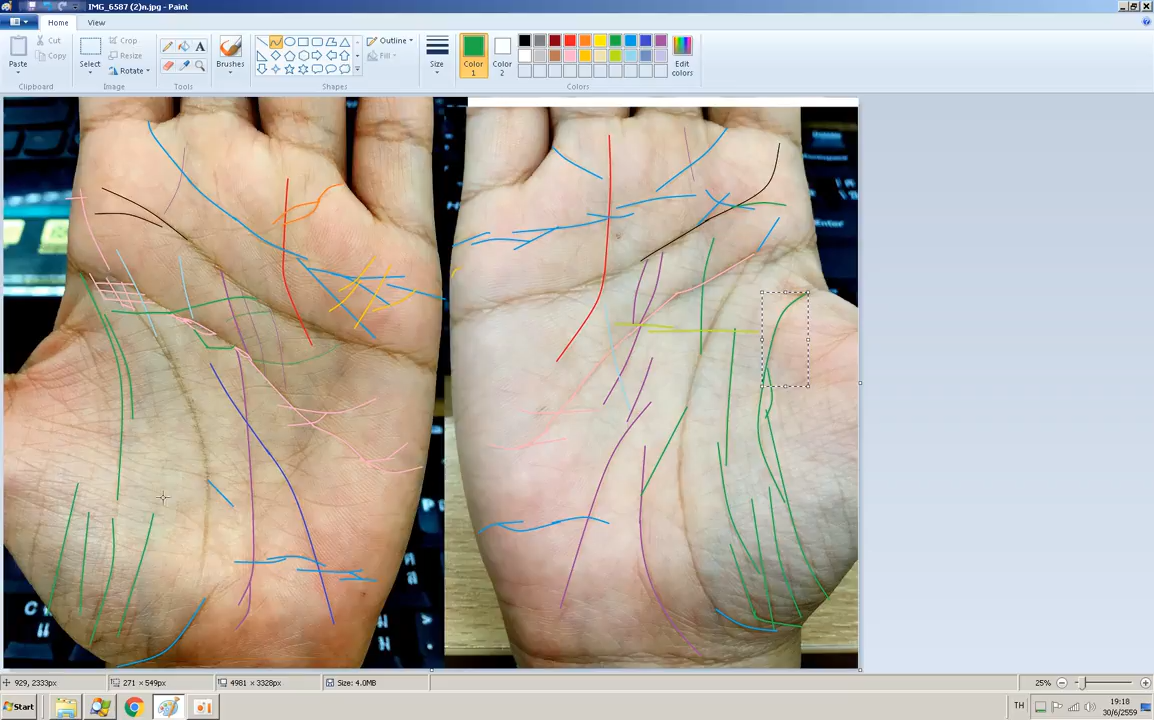 IMG_6587 (2)n.jpg - Paint
Home View
Paste
Cut
Copy
Clipboard
Select
Crop
Resize
Rotate
Image
A
Tools
Brushes
Outline
Fill
Shapes
Size
Color 1
Color 2
Edit colors
Colors
929, 2333px
271 × 549px
4981 × 3328px
Size: 4.0MB
25%
Start
TH
19:18
30/6/2559